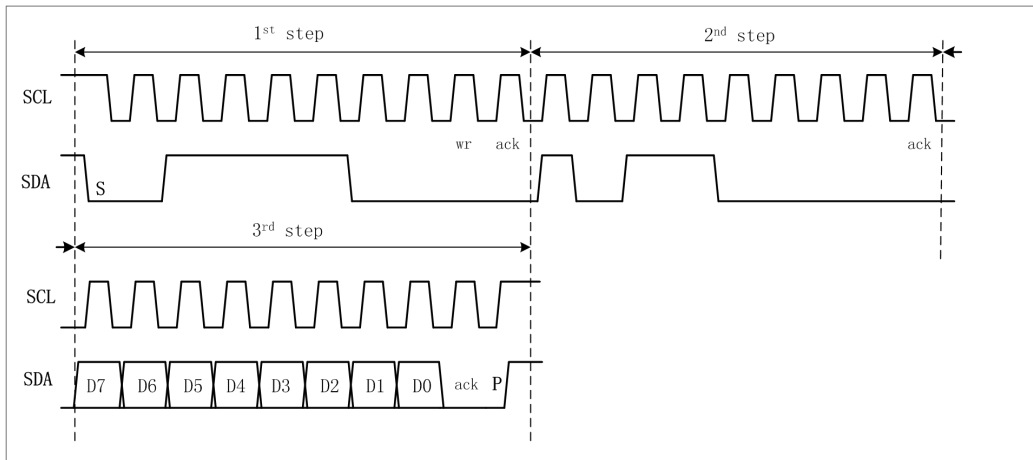 1st step 2nd step
SCL
wr ack ack
SDA S
3rd step
SCL
SDA D7 D6 D5 D4 D3 D2 D1 D0 ack P